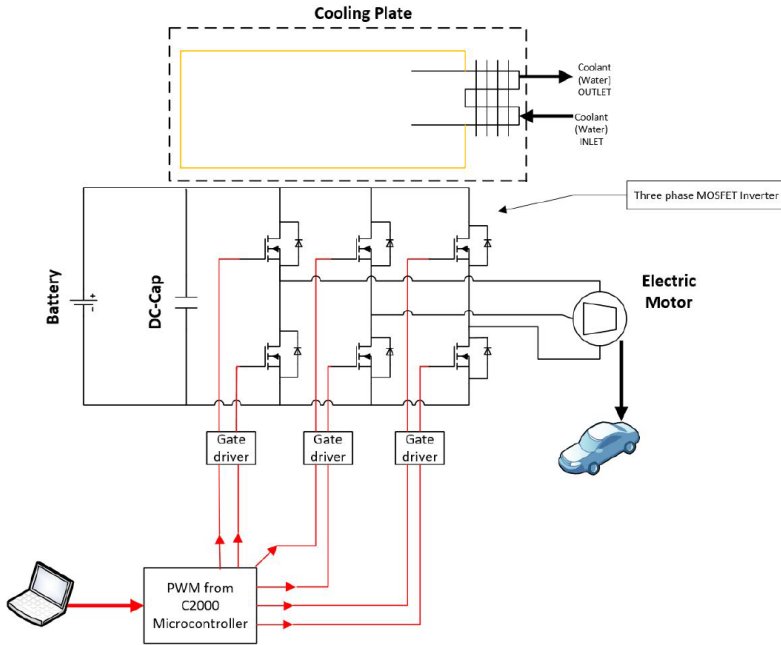 Cooling Plate
Coolant
(Water)
OUTLET
Coolant
(Water)
INLET
Three phase MOSFET Inverter
Battery
+
-
DC-Cap
Electric
Motor
Gate
driver
Gate
driver
Gate
driver
PWM from
C2000
Microcontroller